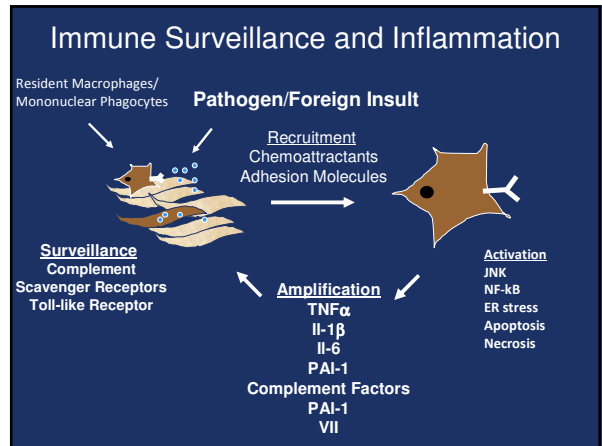 Immune Surveillance and Inflammation
Resident Macrophages/
Mononuclear Phagocytes
Pathogen/Foreign Insult
Recruitment
Chemoattractants
Adhesion Molecules
Surveillance
Complement
Scavenger Receptors
Toll-like Receptor
Amplification
TNFα
Il-1β
Il-6
PAI-1
Complement Factors
PAI-1
VII
Activation
JNK
NF-kB
ER stress
Apoptosis
Necrosis